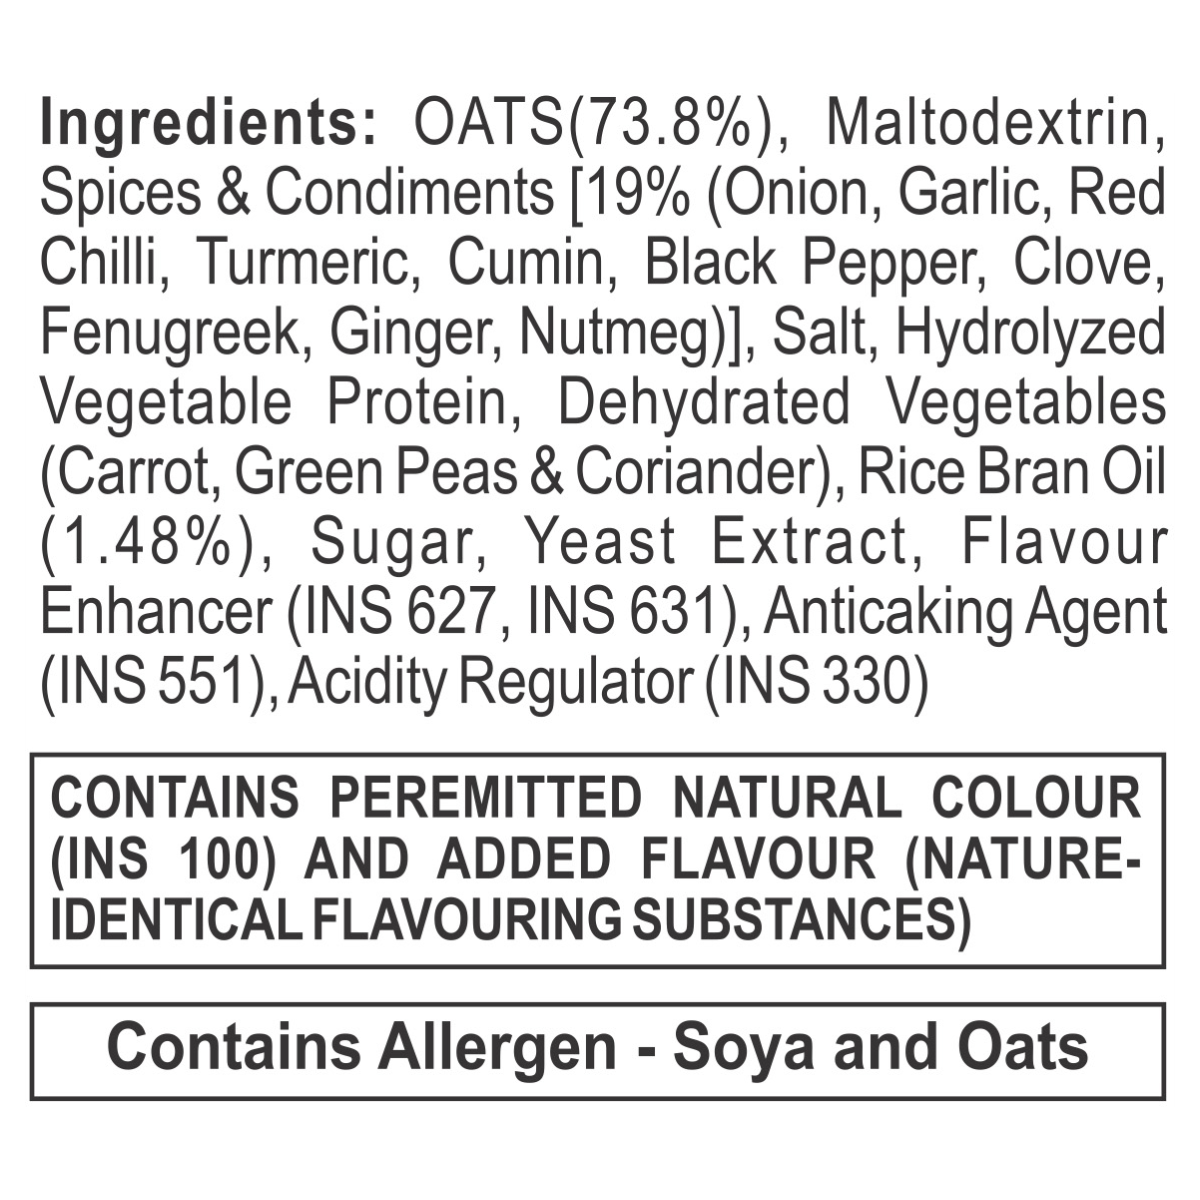 Ingredients: OATS(73.8%), Maltodextrin,
Spices & Condiments [19% (Onion, Garlic, Red
Chilli, Turmeric, Cumin, Black Pepper, Clove,
Fenugreek, Ginger, Nutmeg)], Salt, Hydrolyzed
Vegetable Protein, Dehydrated Vegetables
(Carrot, Green Peas & Coriander), Rice Bran Oil
(1.48%), Sugar, Yeast Extract, Flavour
Enhancer (INS 627, INS 631), Anticaking Agent
(INS 551), Acidity Regulator (INS 330)
CONTAINS PEREMITTED NATURAL COLOUR
(INS 100) AND ADDED FLAVOUR (NATURE-
IDENTICAL FLAVOURING SUBSTANCES)
Contains Allergen - Soya and Oats